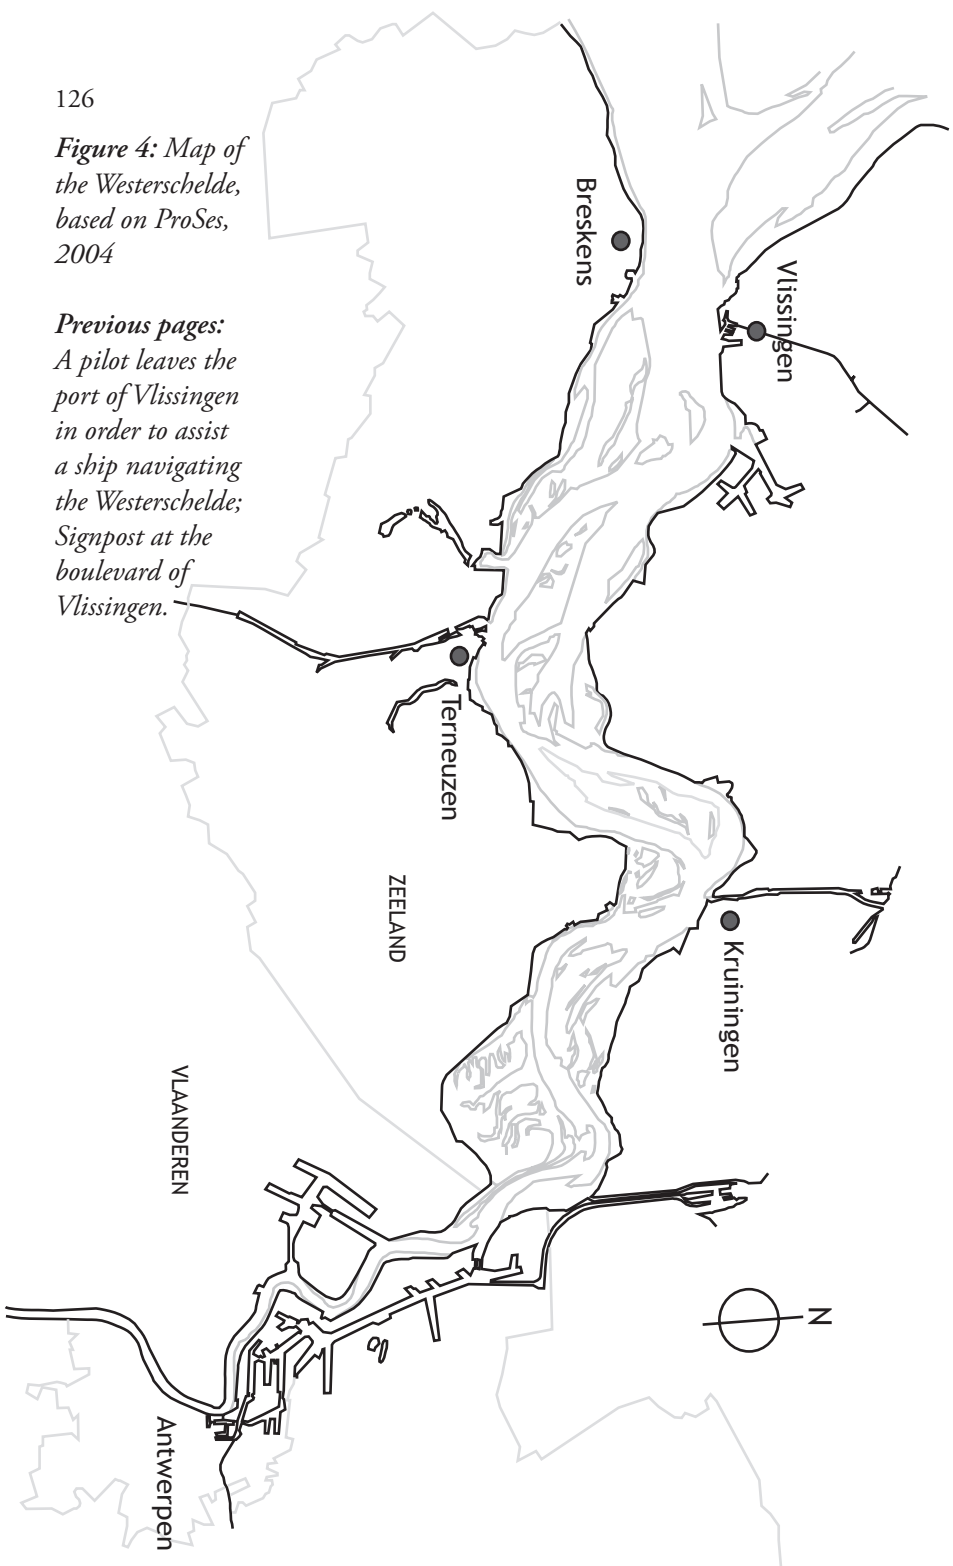 126
Figure 4: Map of
the Westerschelde,
based on ProSes,
2004
Previous pages:
A pilot leaves the
port of Vlissingen
in order to assist
a ship navigating
the Westerschelde;
Signpost at the
boulevard of
Vlissingen.
Breskens
Vlissingen
Terneuzen
ZEELAND
Kruiningen
VLAANDEREN
N
Antwerpen